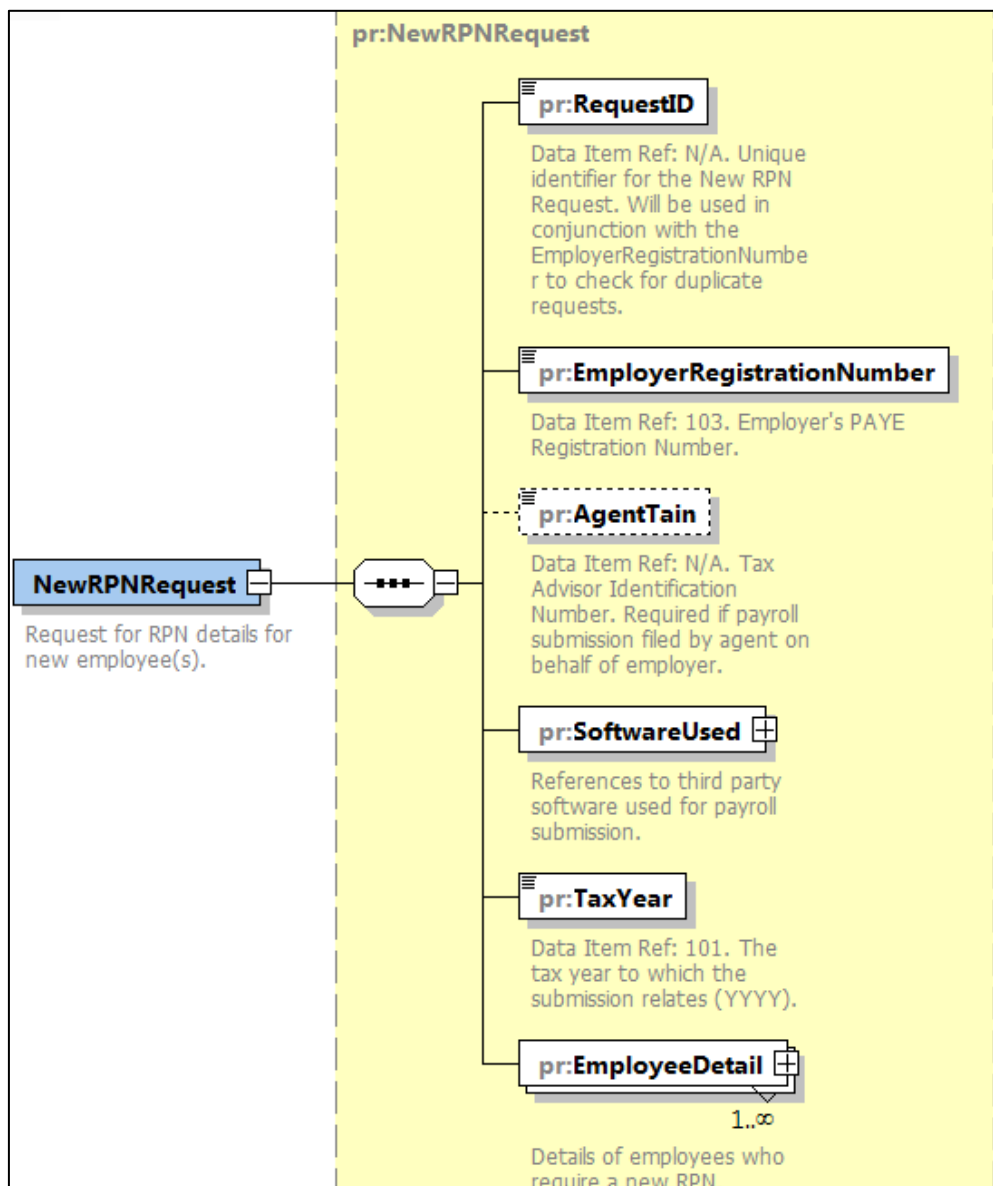 pr:NewRPNRequest
pr:RequestID
Data Item Ref: N/A. Unique
identifier for the New RPN
Request. Will be used in
conjunction with the
EmployerRegistrationNumbe
r to check for duplicate
requests.
pr:EmployerRegistrationNumber
Data Item Ref: 103. Employer's PAYE
Registration Number.
pr:AgentTain
Data Item Ref: N/A. Tax
Advisor Identification
Number. Required if payroll
submission filed by agent on
behalf of employer.
NewRPNRequest
Request for RPN details for
new employee(s).
pr:SoftwareUsed
References to third party
software used for payroll
submission.
pr:TaxYear
Data Item Ref: 101. The
tax year to which the
submission relates (YYYY).
pr:EmployeeDetail
1..∞
Details of employees who
require a new RPN